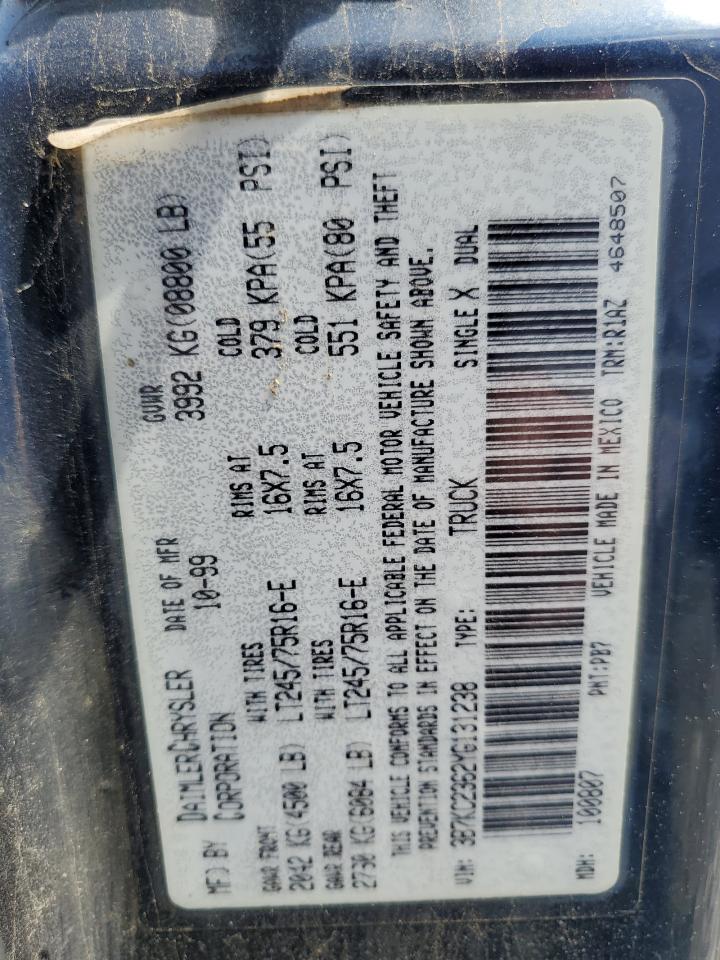 MFD BY DAIMLERCHRYSLER CORPORATION
DATE OF MFR 10-99
GVWR 3992 KG(08800 LB)
GAWR FRONT WITH TIRES RIMS AT COLD
2042 KG(4500 LB) LT245/75R16-E 16X7.5 379 KPA(55 PSI)
GAWR REAR WITH TIRES RIMS AT COLD
2760 KG(6084 LB) LT245/75R16-E 16X7.5 551 KPA(80 PSI)
THIS VEHICLE CONFORMS TO ALL APPLICABLE FEDERAL MOTOR VEHICLE SAFETY AND THEFT
PREVENTION STANDARDS IN EFFECT ON THE DATE OF MANUFACTURE SHOWN ABOVE.
VIN: 3B7KC2362YG131238 TYPE: TRUCK SINGLE X DUAL
MDH: 100807 PNT:PB7 VEHICLE MADE IN MEXICO TRM:R1AZ 4648507